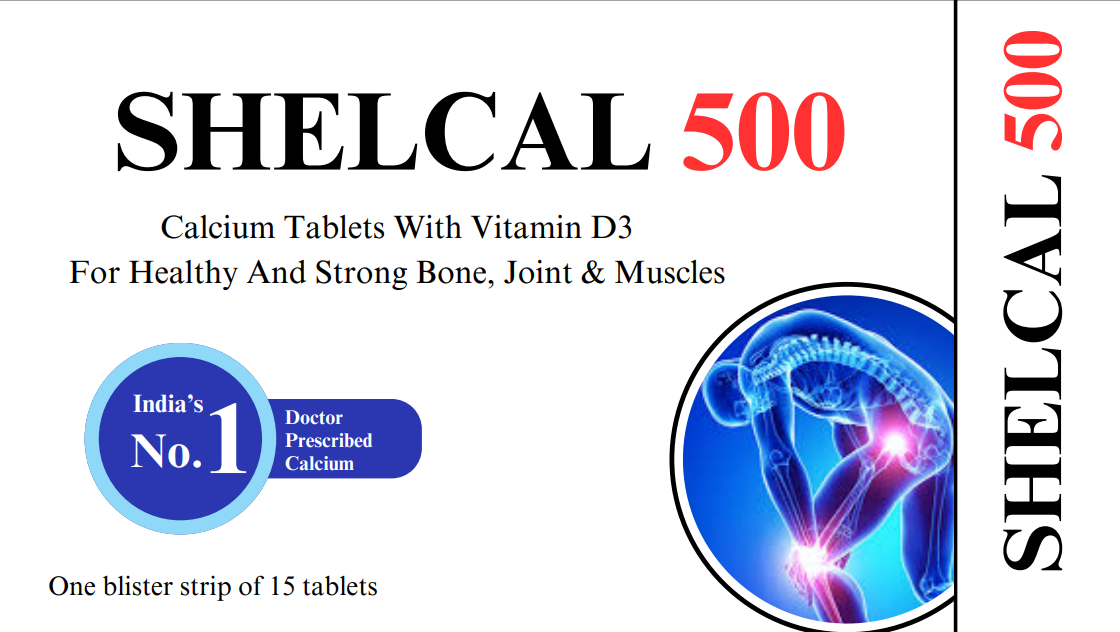 SHELCAL 500
Calcium Tablets With Vitamin D3
For Healthy And Strong Bone, Joint & Muscles
India's
No.1
Doctor
Prescribed
Calcium
One blister strip of 15 tablets
SHELCAL 500